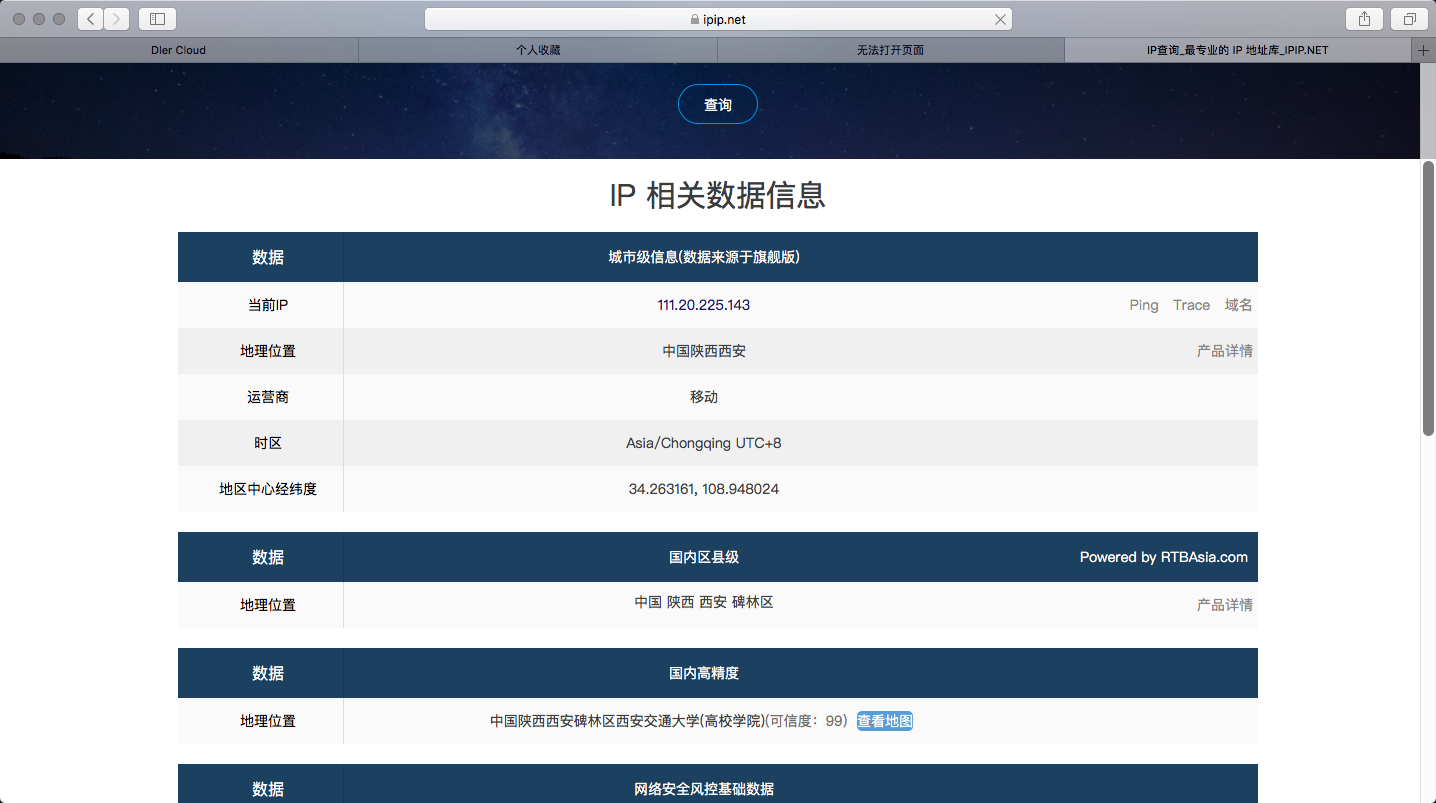 ipip.net
Dler Cloud
个人收藏
无法打开页面
IP查询_最专业的 IP 地址库_IPIP.NET
查询
IP 相关数据信息
数据 城市级信息(数据来源于旗舰版)
当前IP 111.20.225.143 Ping Trace 域名
地理位置 中国陕西西安 产品详情
运营商 移动
时区 Asia/Chongqing UTC+8
地区中心经纬度 34.263161, 108.948024
数据 国内区县级 Powered by RTBAsia.com
地理位置 中国 陕西 西安 碑林区 产品详情
数据 国内高精度
地理位置 中国陕西西安碑林区西安交通大学(高校学院)(可信度：99) 查看地图
数据 网络安全风控基础数据